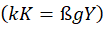 (kK = ßgY)